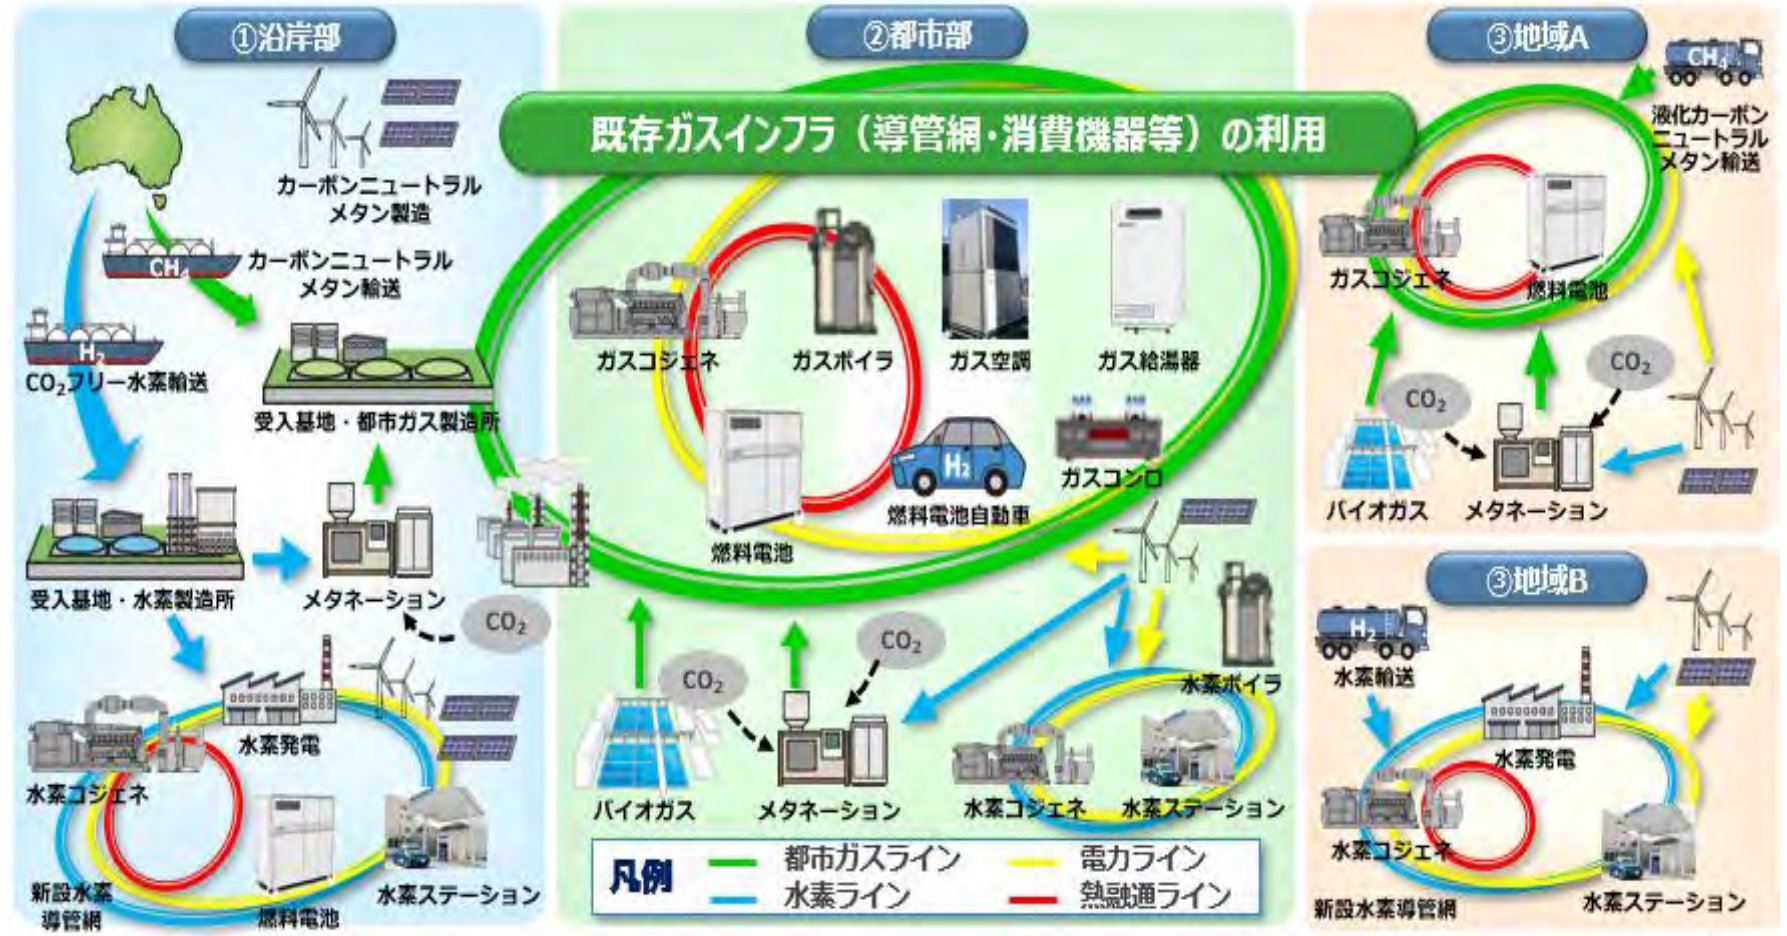 ①沿岸部
カーボンニュートラル
メタン製造
CH₄
カーボンニュートラル
メタン輸送
H₂
CO₂フリー水素輸送
受入基地・都市ガス製造所
受入基地・水素製造所
メタネーション
CO₂
水素発電
水素コジェネ
新設水素
導管網
燃料電池
水素ステーション
②都市部
既存ガスインフラ（導管網・消費機器等）の利用
ガスコジェネ
ガスボイラ
ガス空調
ガス給湯器
燃料電池
H₂
燃料電池自動車
ガスコンロ
CO₂
CO₂
バイオガス
メタネーション
水素ボイラ
水素コジェネ
水素ステーション
凡例
都市ガスライン
電力ライン
水素ライン
熱融通ライン
③地域A
CH₄
液化カーボン
ニュートラル
メタン輸送
ガスコジェネ
燃料電池
CO₂
CO₂
バイオガス
メタネーション
③地域B
H₂
水素輸送
水素発電
水素コジェネ
新設水素導管網
水素ステーション